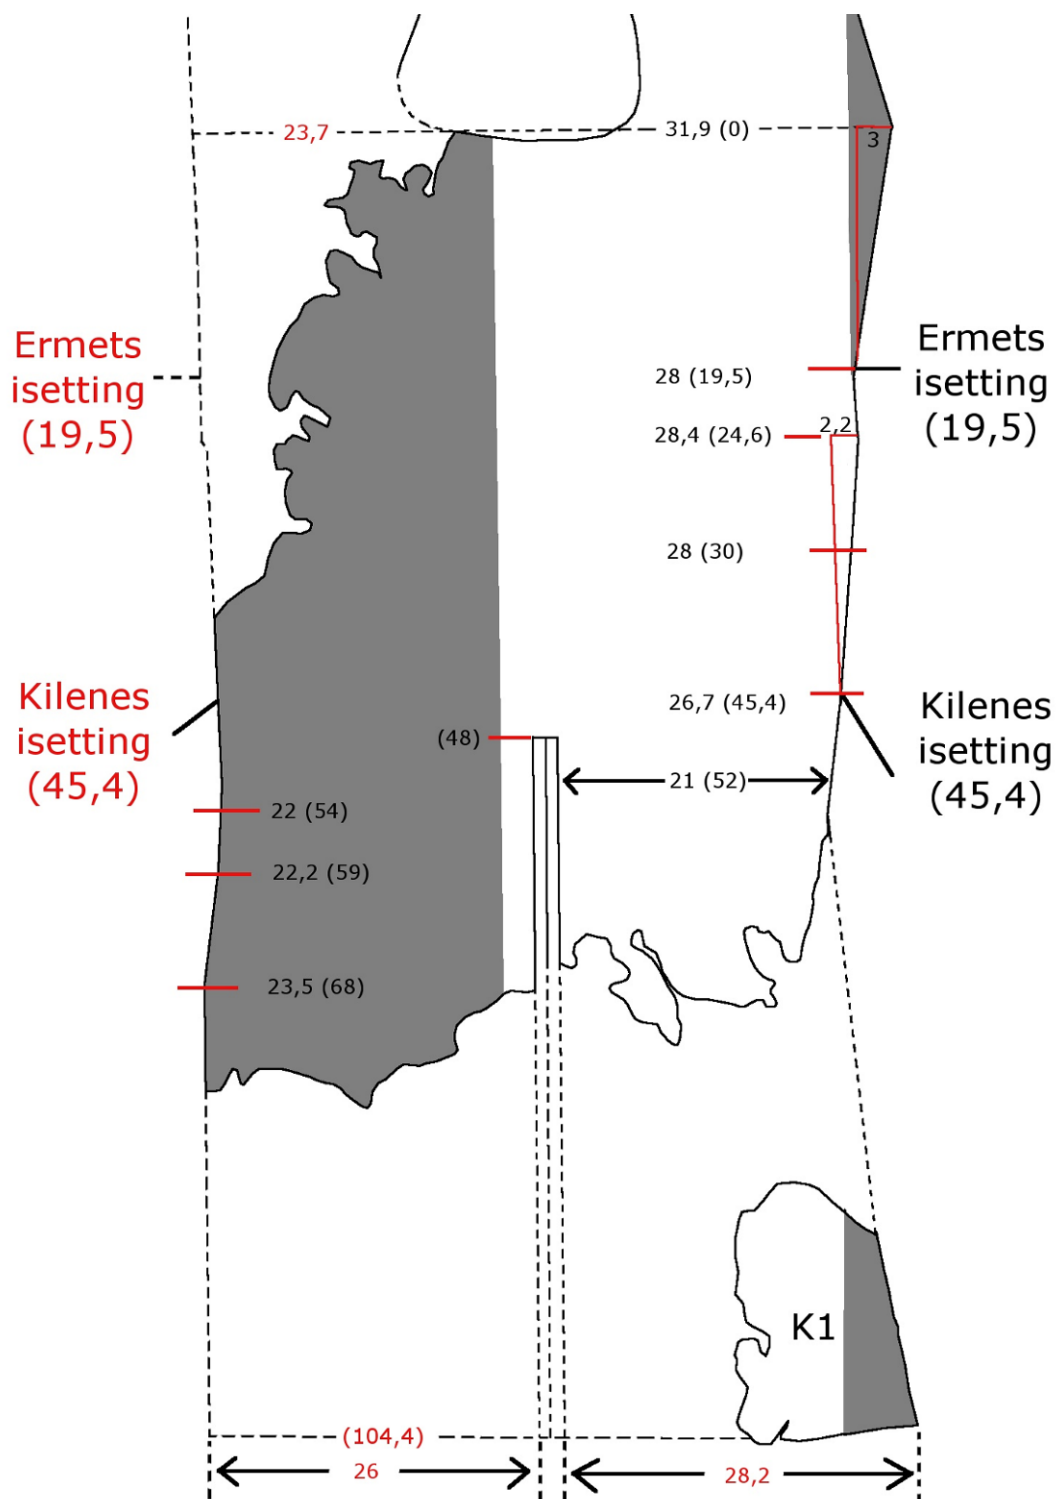 23,7
31,9 (0)
3
Ermets
isetting
(19,5)
28 (19,5)
Ermets
isetting
(19,5)
28,4 (24,6)
2,2
28 (30)
Kilenes
isetting
(45,4)
26,7 (45,4)
Kilenes
isetting
(45,4)
(48)
21 (52)
22 (54)
22,2 (59)
23,5 (68)
K1
(104,4)
26
28,2